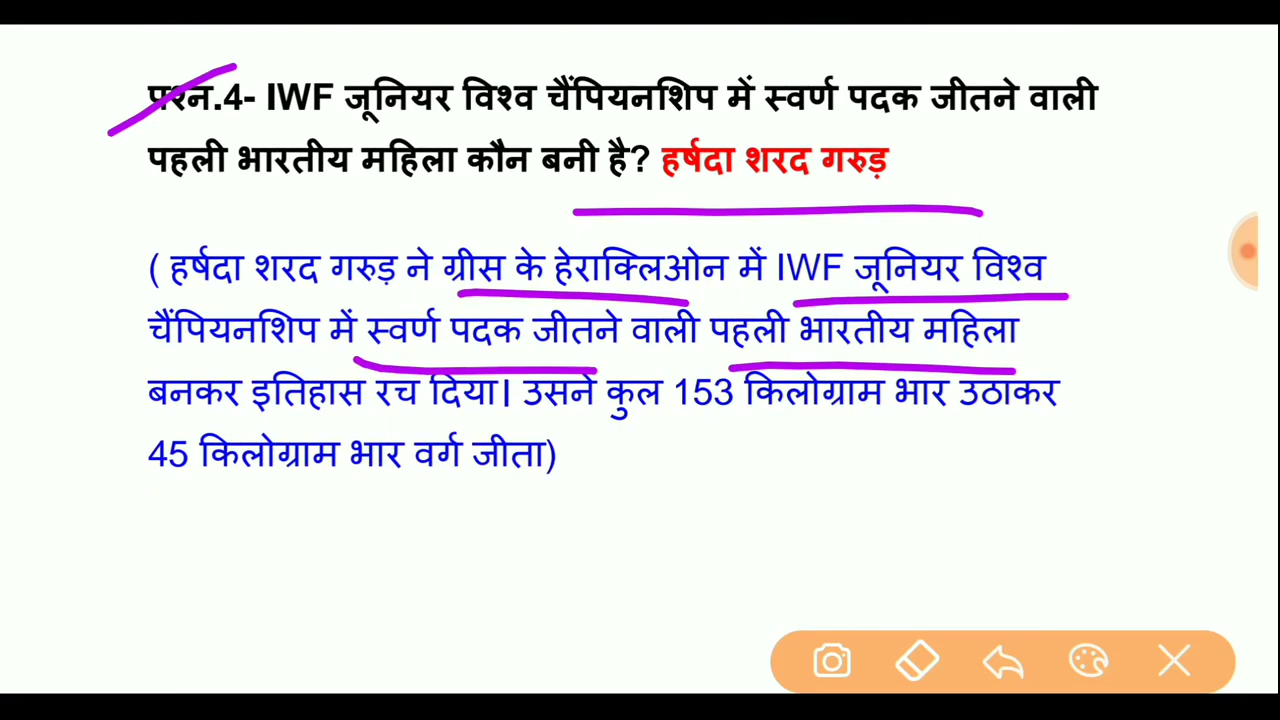 प्रश्न.4- IWF जूनियर विश्व चैंपियनशिप में स्वर्ण पदक जीतने वाली
पहली भारतीय महिला कौन बनी है? हर्षदा शरद गरुड़
( हर्षदा शरद गरुड़ ने ग्रीस के हेराक्लिओन में IWF जूनियर विश्व
चैंपियनशिप में स्वर्ण पदक जीतने वाली पहली भारतीय महिला
बनकर इतिहास रच दिया। उसने कुल 153 किलोग्राम भार उठाकर
45 किलोग्राम भार वर्ग जीता)